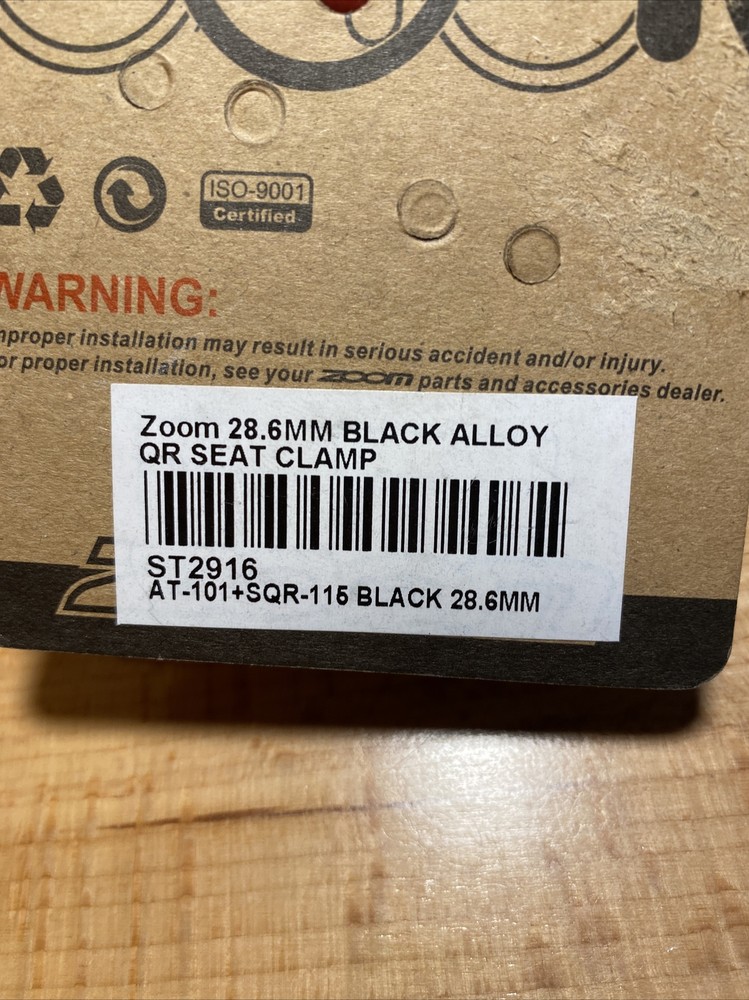 ISO-9001
Certified
WARNING:
mproper installation may result in serious accident and/or injury.
or proper installation, see your zoom parts and accessories dealer.
Zoom 28.6MM BLACK ALLOY
QR SEAT CLAMP
ST2916
AT-101+SQR-115 BLACK 28.6MM